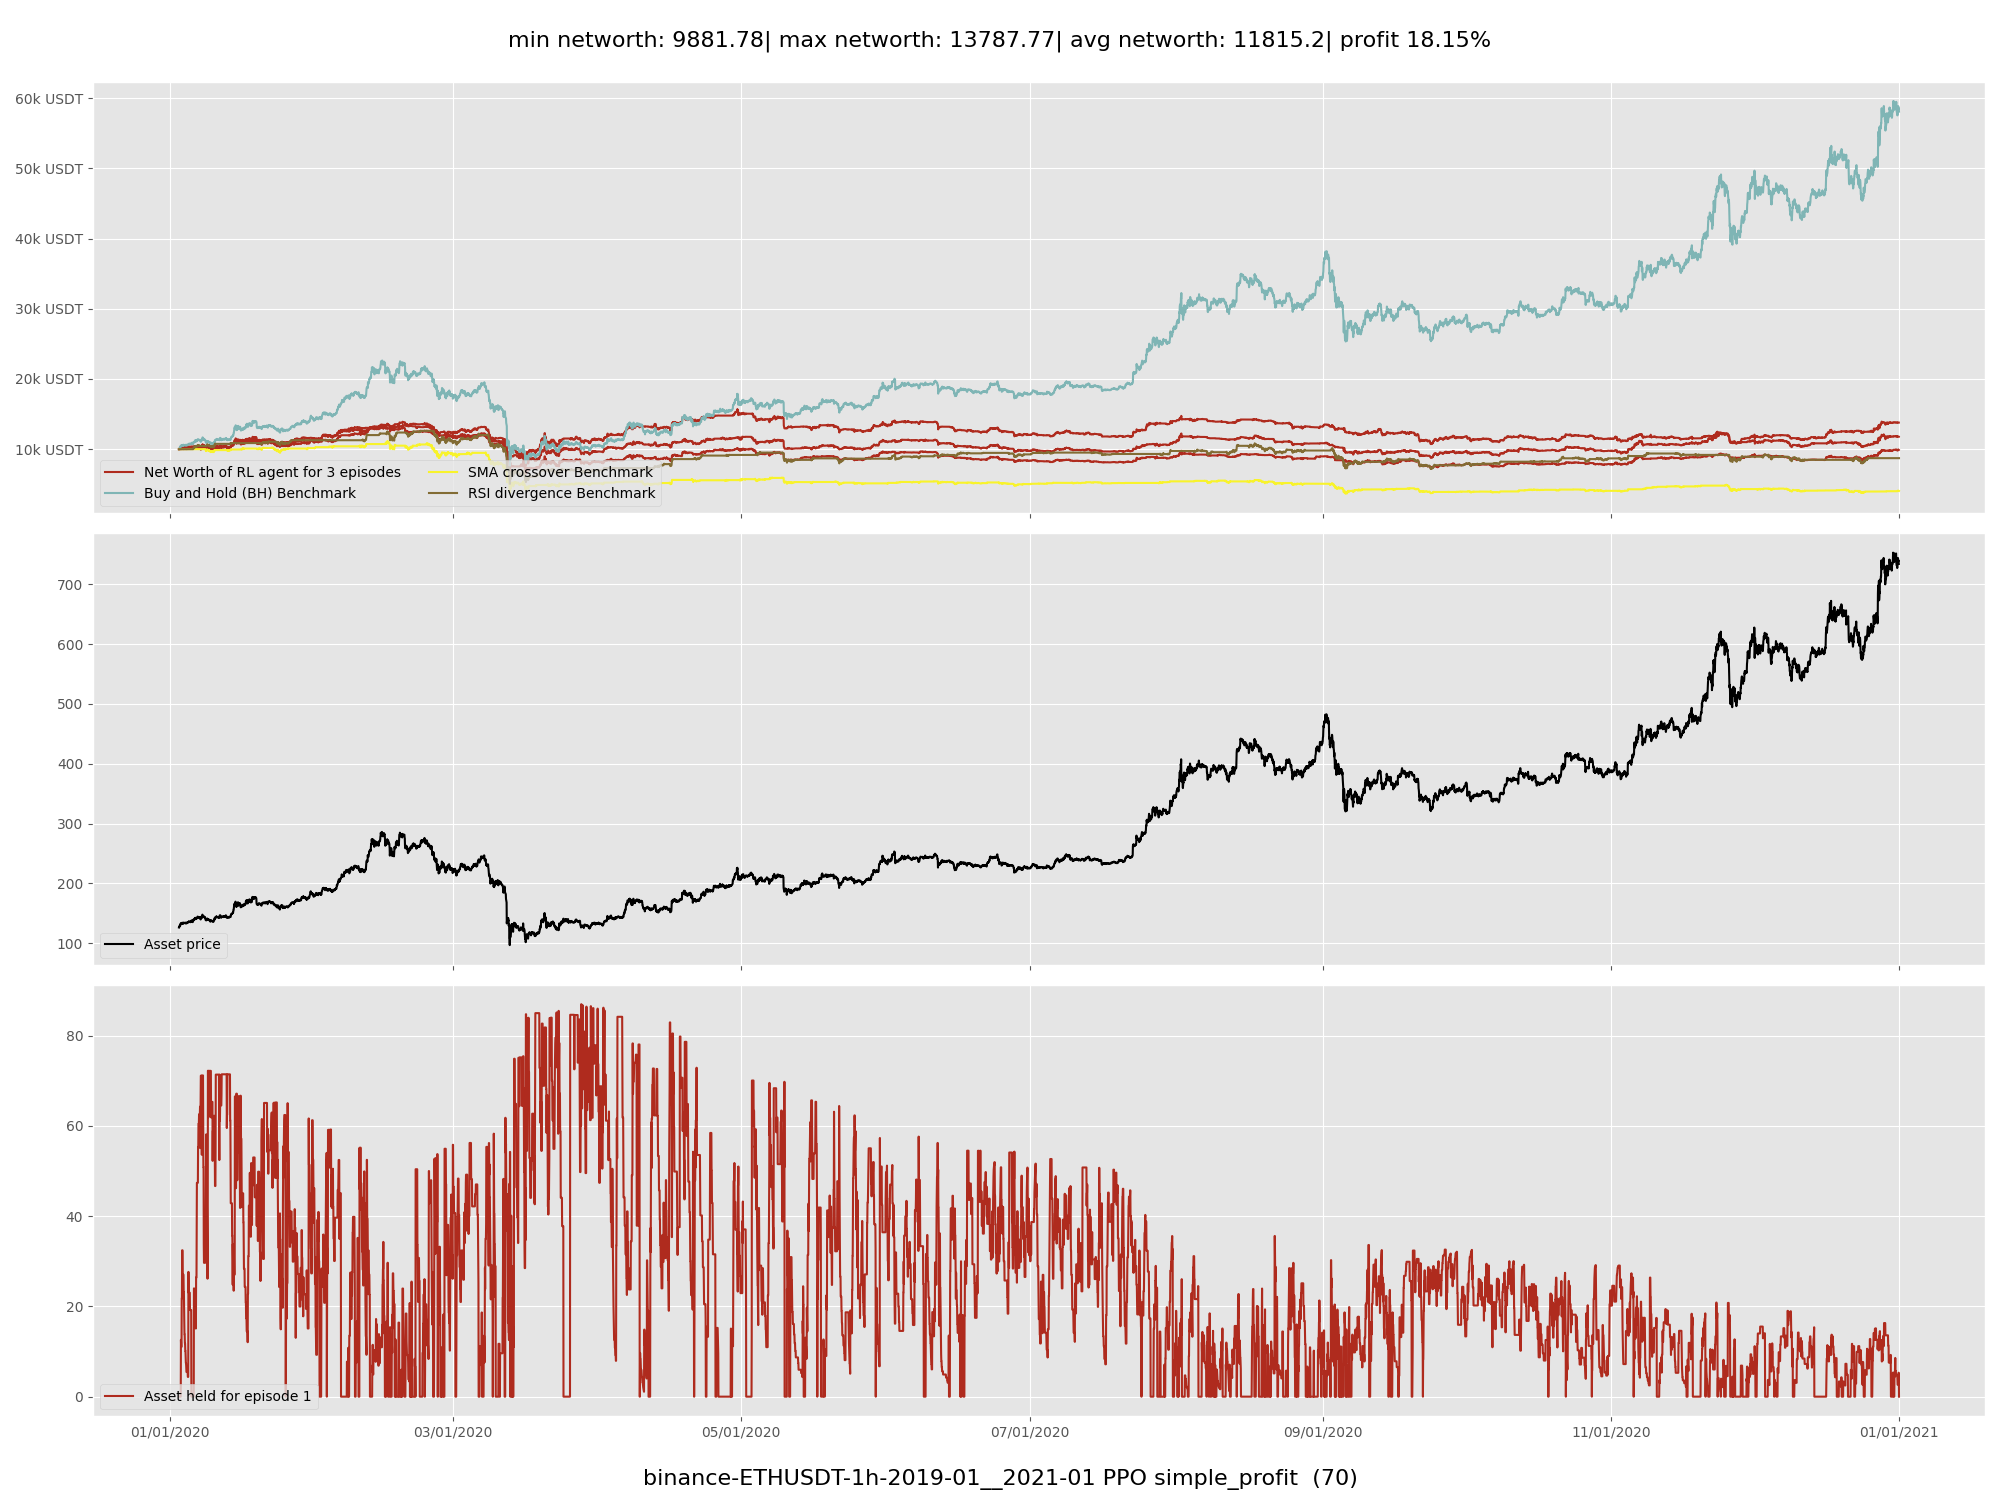 min networth: 9881.78| max networth: 13787.77| avg networth: 11815.2| profit 18.15%
60k USDT
50k USDT
40k USDT
30k USDT
20k USDT
10k USDT
Net Worth of RL agent for 3 episodes
Buy and Hold (BH) Benchmark
SMA crossover Benchmark
RSI divergence Benchmark
700
600
500
400
300
200
100
Asset price
80
60
40
20
0
Asset held for episode 1
01/01/2020 03/01/2020 05/01/2020 07/01/2020 09/01/2020 11/01/2020 01/01/2021
binance-ETHUSDT-1h-2019-01__2021-01 PPO simple_profit (70)